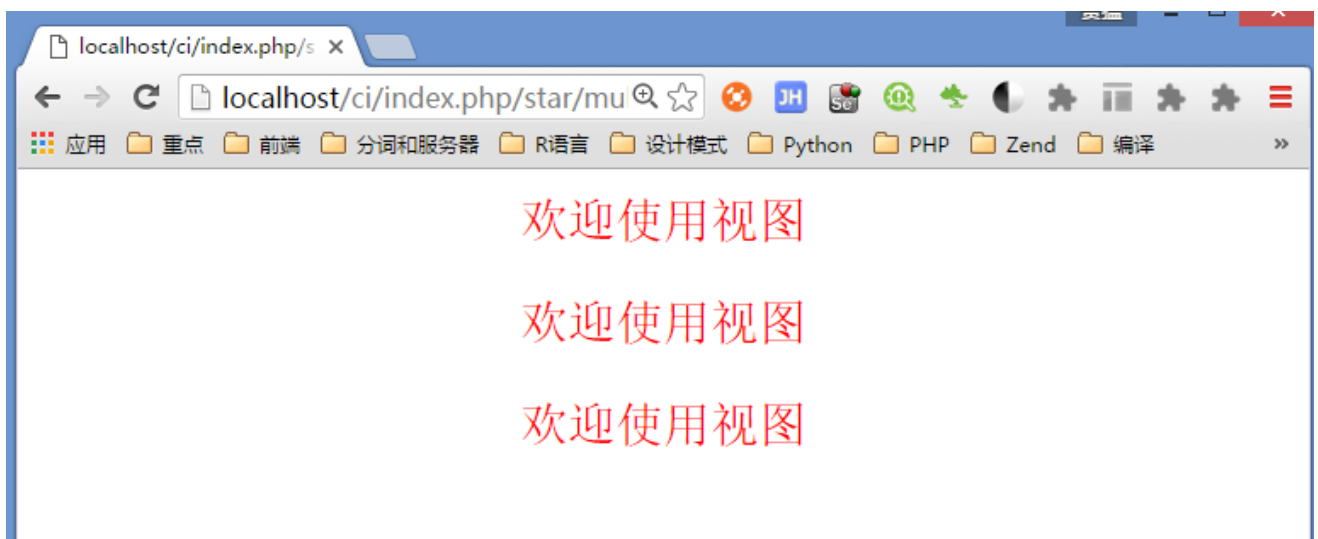 localhost/ci/index.php/s
localhost/ci/index.php/star/mul
应用 重点 前端 分词和服务器 R语言 设计模式 Python PHP Zend 编译 »
JH
Se
欢迎使用视图
欢迎使用视图
欢迎使用视图